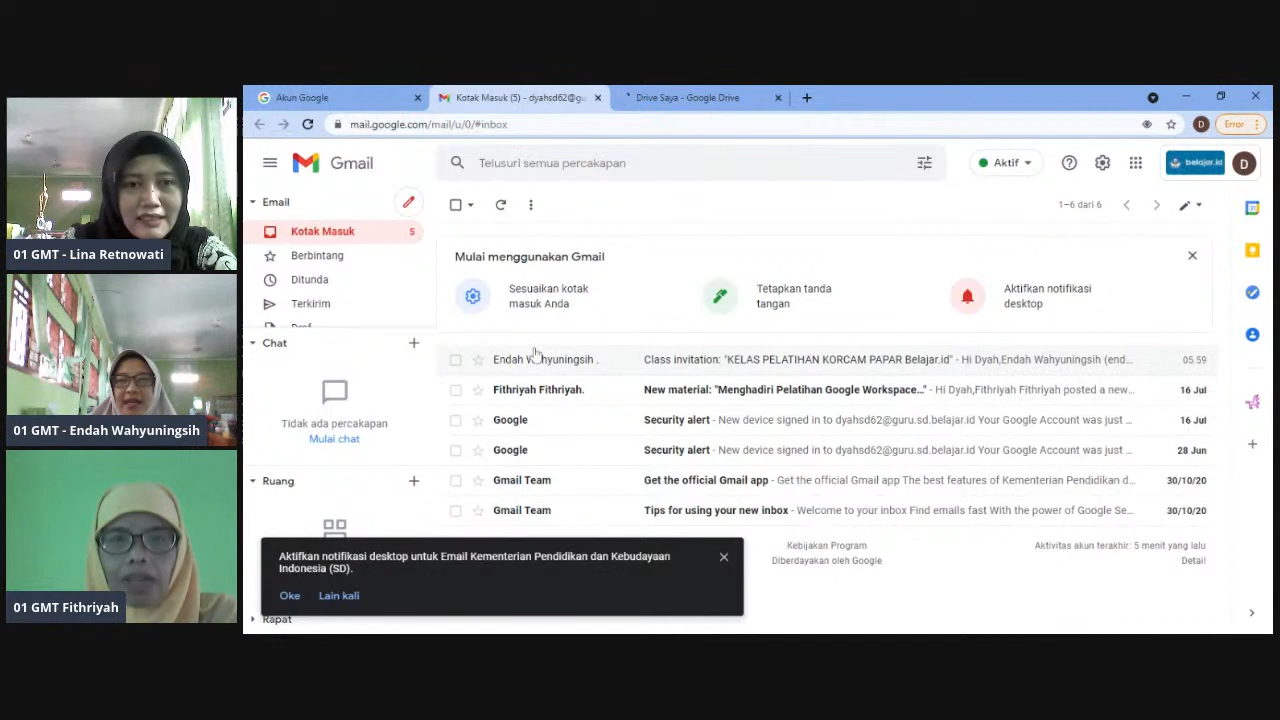 01 GMT - Lina Retnowati
01 GMT - Endah Wahyuningsih
01 GMT Fithriyah
Akun Google
Kotak Masuk (5) - dyahsd62@gu
Drive Saya - Google Drive
mail.google.com/mail/u/0/#inbox
D
Error
Gmail
Telusuri semua percakapan
Aktif
belajar.id
D
Email
Kotak Masuk 5
Berbintang
Ditunda
Terkirim
Chat
Tidak ada percakapan
Mulai chat
Ruang
Rapat
1–6 dari 6
Mulai menggunakan Gmail
Sesuaikan kotak
masuk Anda
Tetapkan tanda
tangan
Aktifkan notifikasi
desktop
Endah Wahyuningsih . Class invitation: "KELAS PELATIHAN KORCAM PAPAR Belajar.id" - Hi Dyah,Endah Wahyuningsih (end... 05.59
Fithriyah Fithriyah. New material: "Menghadiri Pelatihan Google Workspace..." - Hi Dyah,Fithriyah Fithriyah posted a new... 16 Jul
Google Security alert - New device signed in to dyahsd62@guru.sd.belajar.id Your Google Account was just ... 16 Jul
Google Security alert - New device signed in to dyahsd62@guru.sd.belajar.id Your Google Account was just ... 28 Jun
Gmail Team Get the official Gmail app - Get the official Gmail app The best features of Kementerian Pendidikan d... 30/10/20
Gmail Team Tips for using your new inbox - Welcome to your inbox Find emails fast With the power of Google Se... 30/10/20
Kebijakan Program
Diberdayakan oleh Google
Aktivitas akun terakhir: 5 menit yang lalu
Detail
Aktifkan notifikasi desktop untuk Email Kementerian Pendidikan dan Kebudayaan
Indonesia (SD).
Oke Lain kali